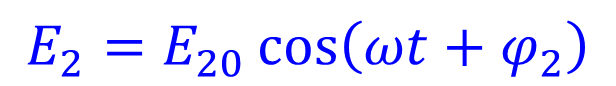 E₂ = E₂₀ cos(ωt + φ₂)